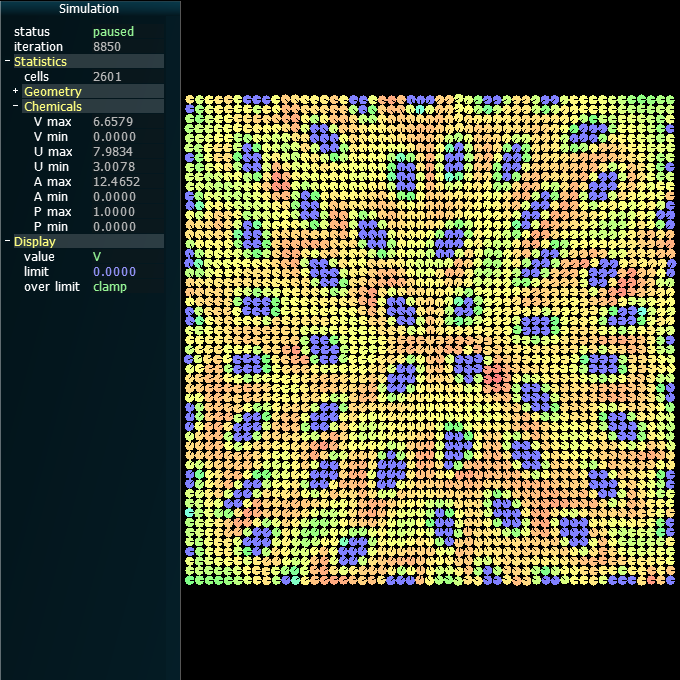 Simulation
status paused
iteration 8850
- Statistics
cells 2601
+ Geometry
- Chemicals
V max 6.6579
V min 0.0000
U max 7.9834
U min 3.0078
A max 12.4652
A min 0.0000
P max 1.0000
P min 0.0000
- Display
value V
limit 0.0000
over limit clamp